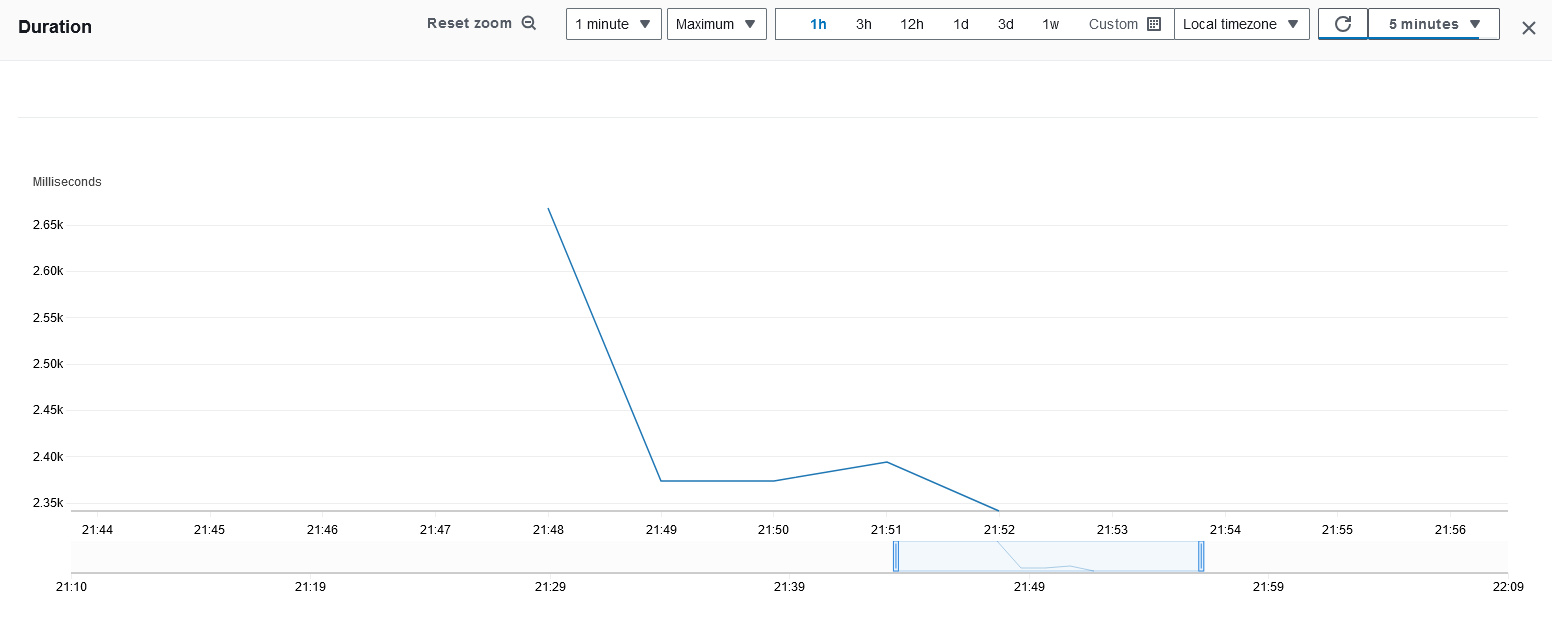 Duration
Reset zoom
1 minute
Maximum
1h 3h 12h 1d 3d 1w Custom
Local timezone
5 minutes
Milliseconds
2.65k
2.60k
2.55k
2.50k
2.45k
2.40k
2.35k
21:44 21:45 21:46 21:47 21:48 21:49 21:50 21:51 21:52 21:53 21:54 21:55 21:56
21:10 21:19 21:29 21:39 21:49 21:59 22:09